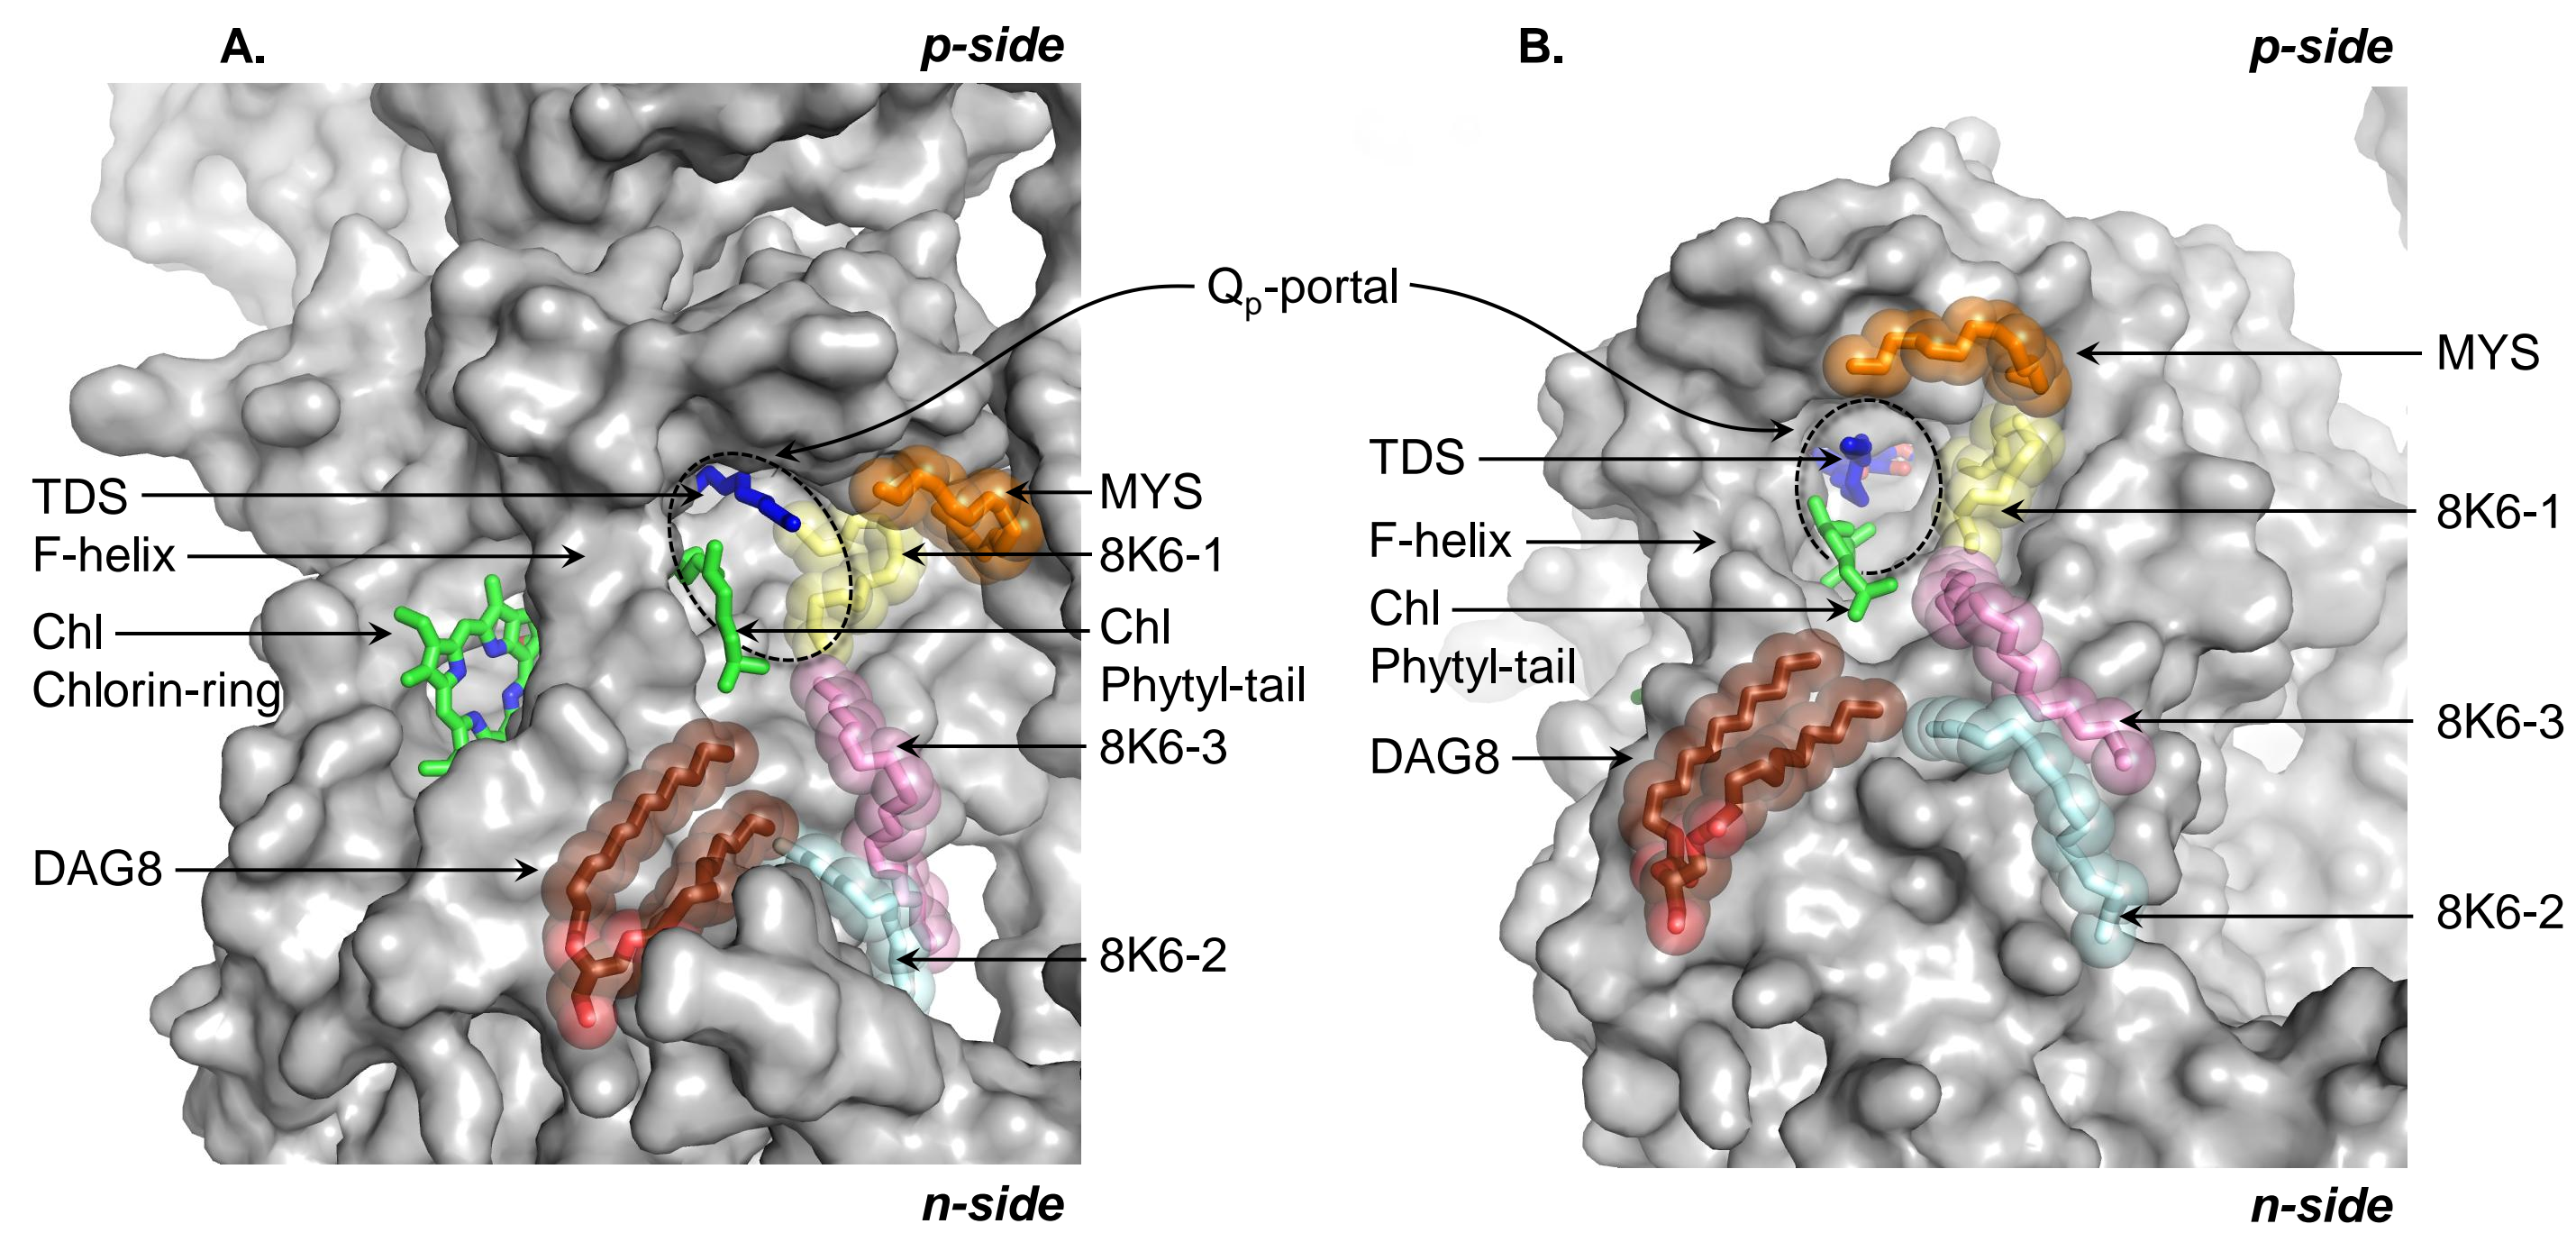 A.
p-side
B.
p-side
Qp-portal
TDS
F-helix
Chl
Chlorin-ring
DAG8
MYS
8K6-1
Chl
Phytyl-tail
8K6-3
8K6-2
TDS
F-helix
Chl
Phytyl-tail
DAG8
MYS
8K6-1
8K6-3
8K6-2
n-side
n-side